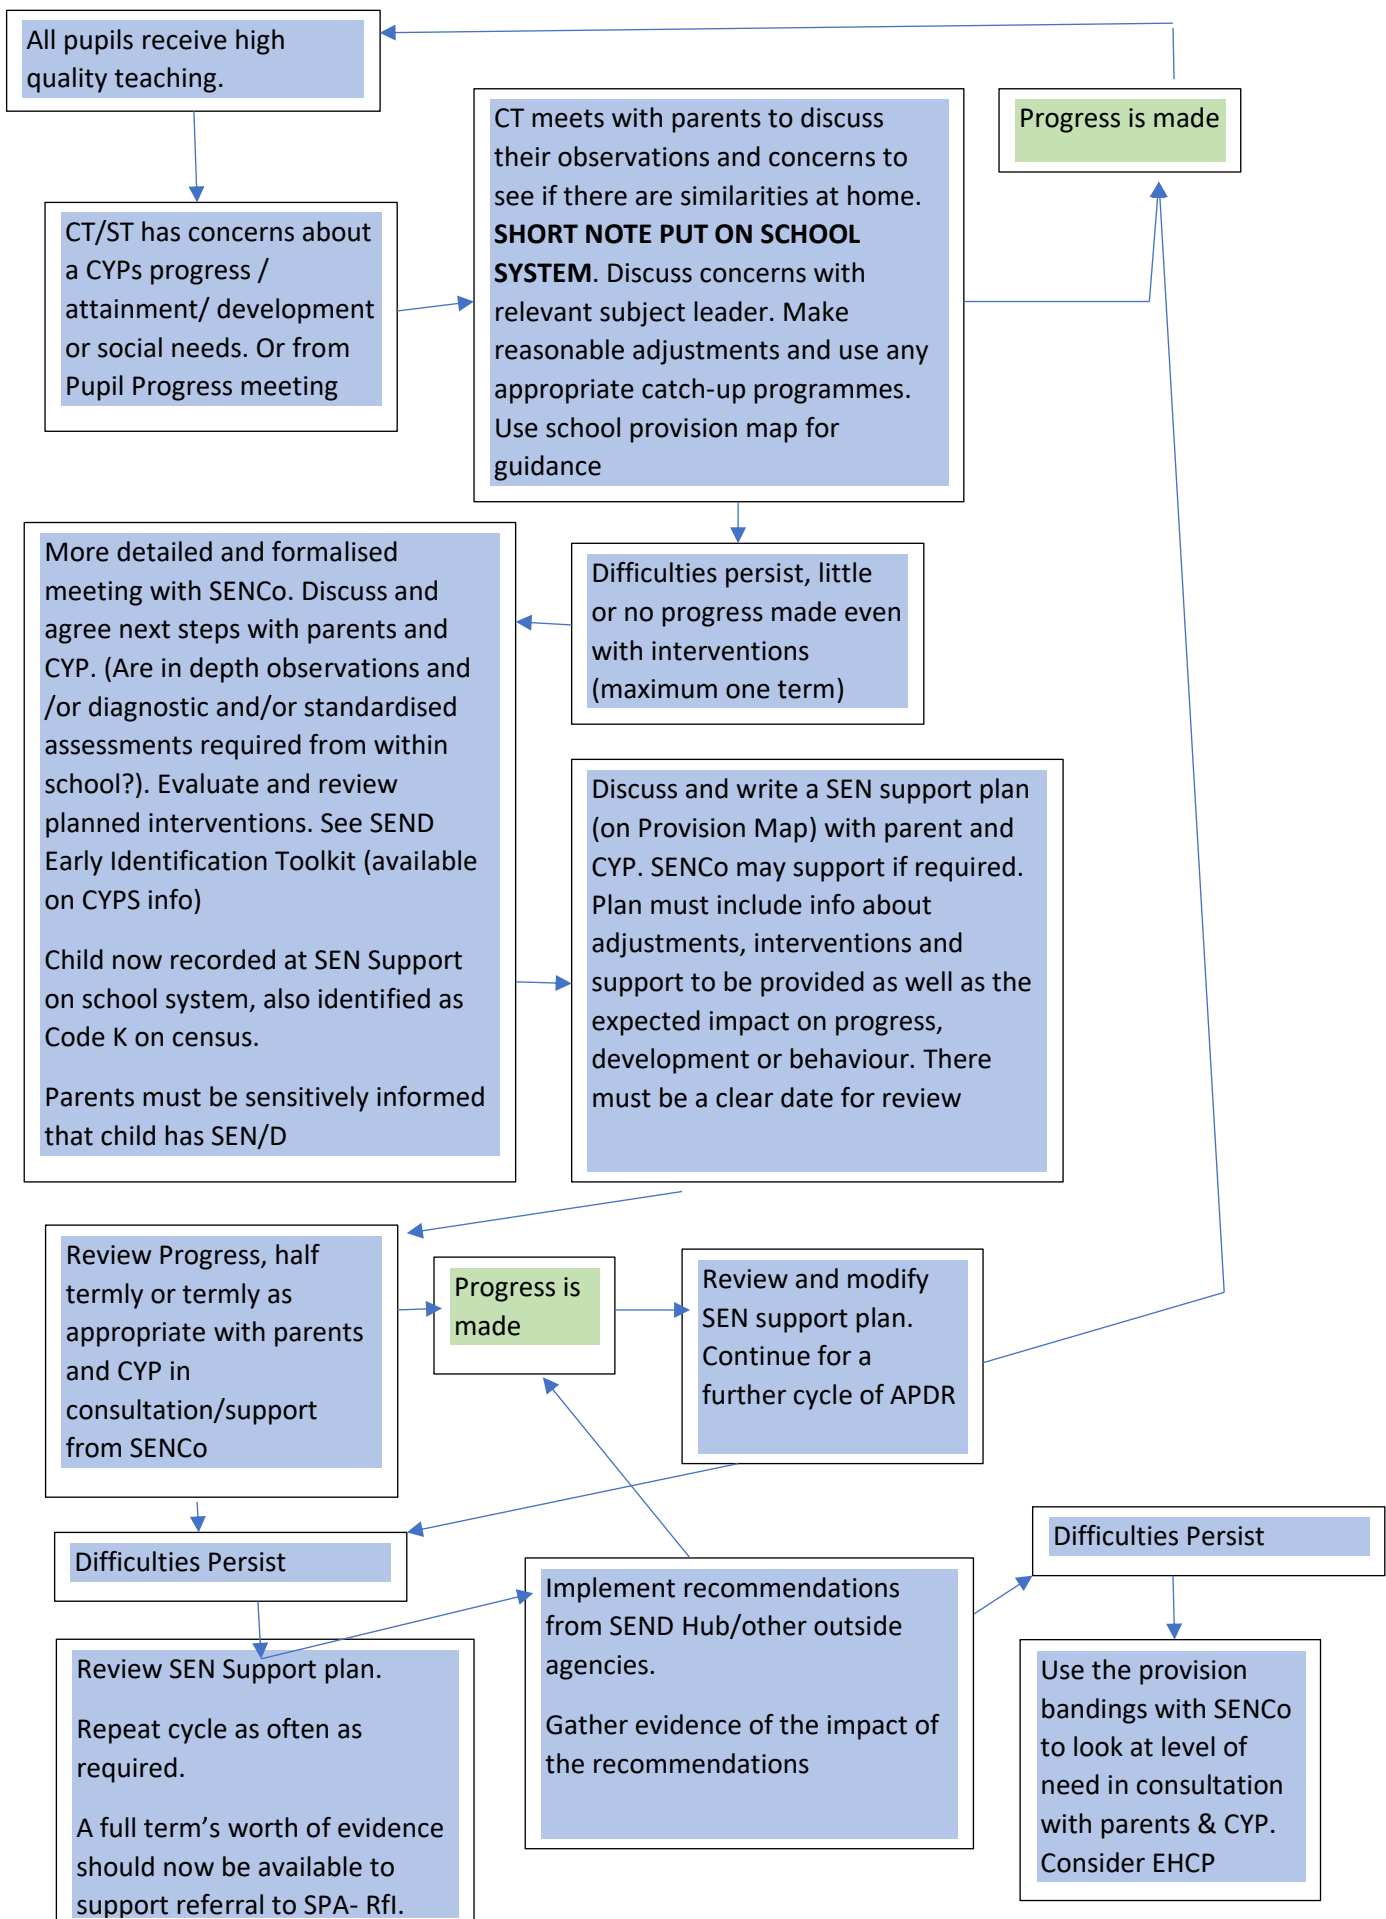 All pupils receive high
quality teaching.
CT/ST has concerns about
a CYPs progress /
attainment/ development
or social needs. Or from
Pupil Progress meeting
CT meets with parents to discuss
their observations and concerns to
see if there are similarities at home.
SHORT NOTE PUT ON SCHOOL
SYSTEM. Discuss concerns with
relevant subject leader. Make
reasonable adjustments and use any
appropriate catch-up programmes.
Use school provision map for
guidance
Progress is made
Difficulties persist, little
or no progress made even
with interventions
(maximum one term)
More detailed and formalised
meeting with SENCo. Discuss and
agree next steps with parents and
CYP. (Are in depth observations and
/or diagnostic and/or standardised
assessments required from within
school?). Evaluate and review
planned interventions. See SEND
Early Identification Toolkit (available
on CYPS info)
Child now recorded at SEN Support
on school system, also identified as
Code K on census.
Parents must be sensitively informed
that child has SEN/D
Discuss and write a SEN support plan
(on Provision Map) with parent and
CYP. SENCo may support if required.
Plan must include info about
adjustments, interventions and
support to be provided as well as the
expected impact on progress,
development or behaviour. There
must be a clear date for review
Review Progress, half
termly or termly as
appropriate with parents
and CYP in
consultation/support
from SENCo
Progress is
made
Review and modify
SEN support plan.
Continue for a
further cycle of APDR
Difficulties Persist
Review SEN Support plan.
Repeat cycle as often as
required.
A full term’s worth of evidence
should now be available to
support referral to SPA- RfI.
Implement recommendations
from SEND Hub/other outside
agencies.
Gather evidence of the impact of
the recommendations
Difficulties Persist
Use the provision
bandings with SENCo
to look at level of
need in consultation
with parents & CYP.
Consider EHCP